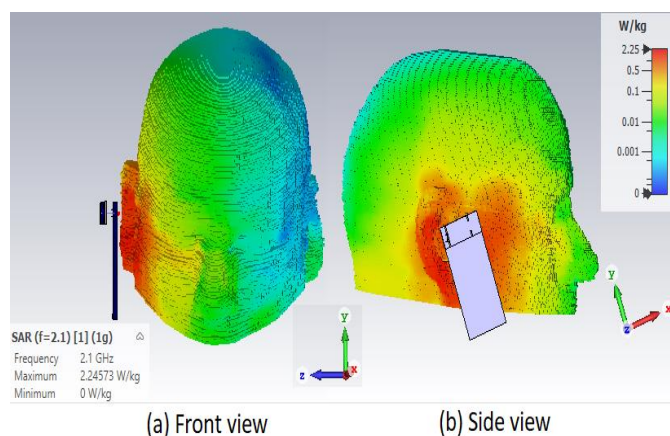 W/kg
2.25
0.5
0.1
0.01
0.001
0
SAR (f=2.1) [1] (1g)
Frequency 2.1 GHz
Maximum 2.24573 W/kg
Minimum 0 W/kg
y
z
x
y
z
x
(a) Front view
(b) Side view